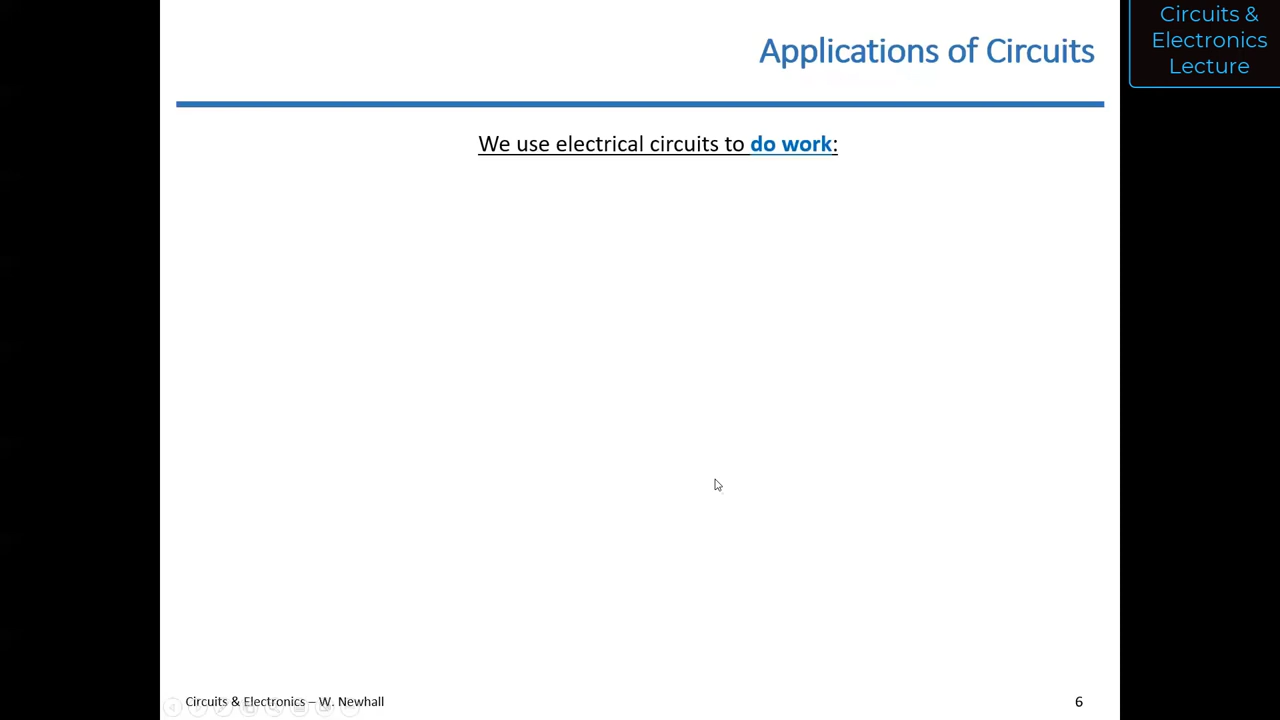 Applications of Circuits
Circuits &
Electronics
Lecture
We use electrical circuits to do work:
Circuits & Electronics – W. Newhall
6